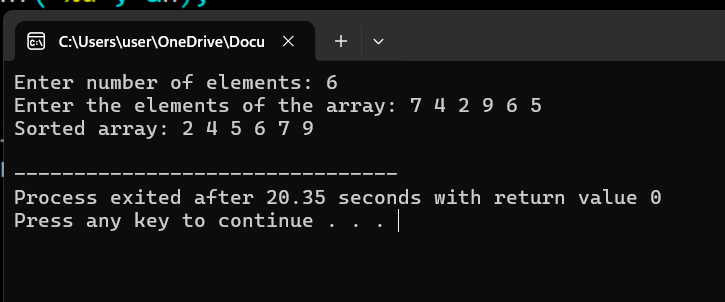 C:\Users\user\OneDrive\Docu
Enter number of elements: 6
Enter the elements of the array: 7 4 2 9 6 5
Sorted array: 2 4 5 6 7 9
--------------------------------
Process exited after 20.35 seconds with return value 0
Press any key to continue . . .